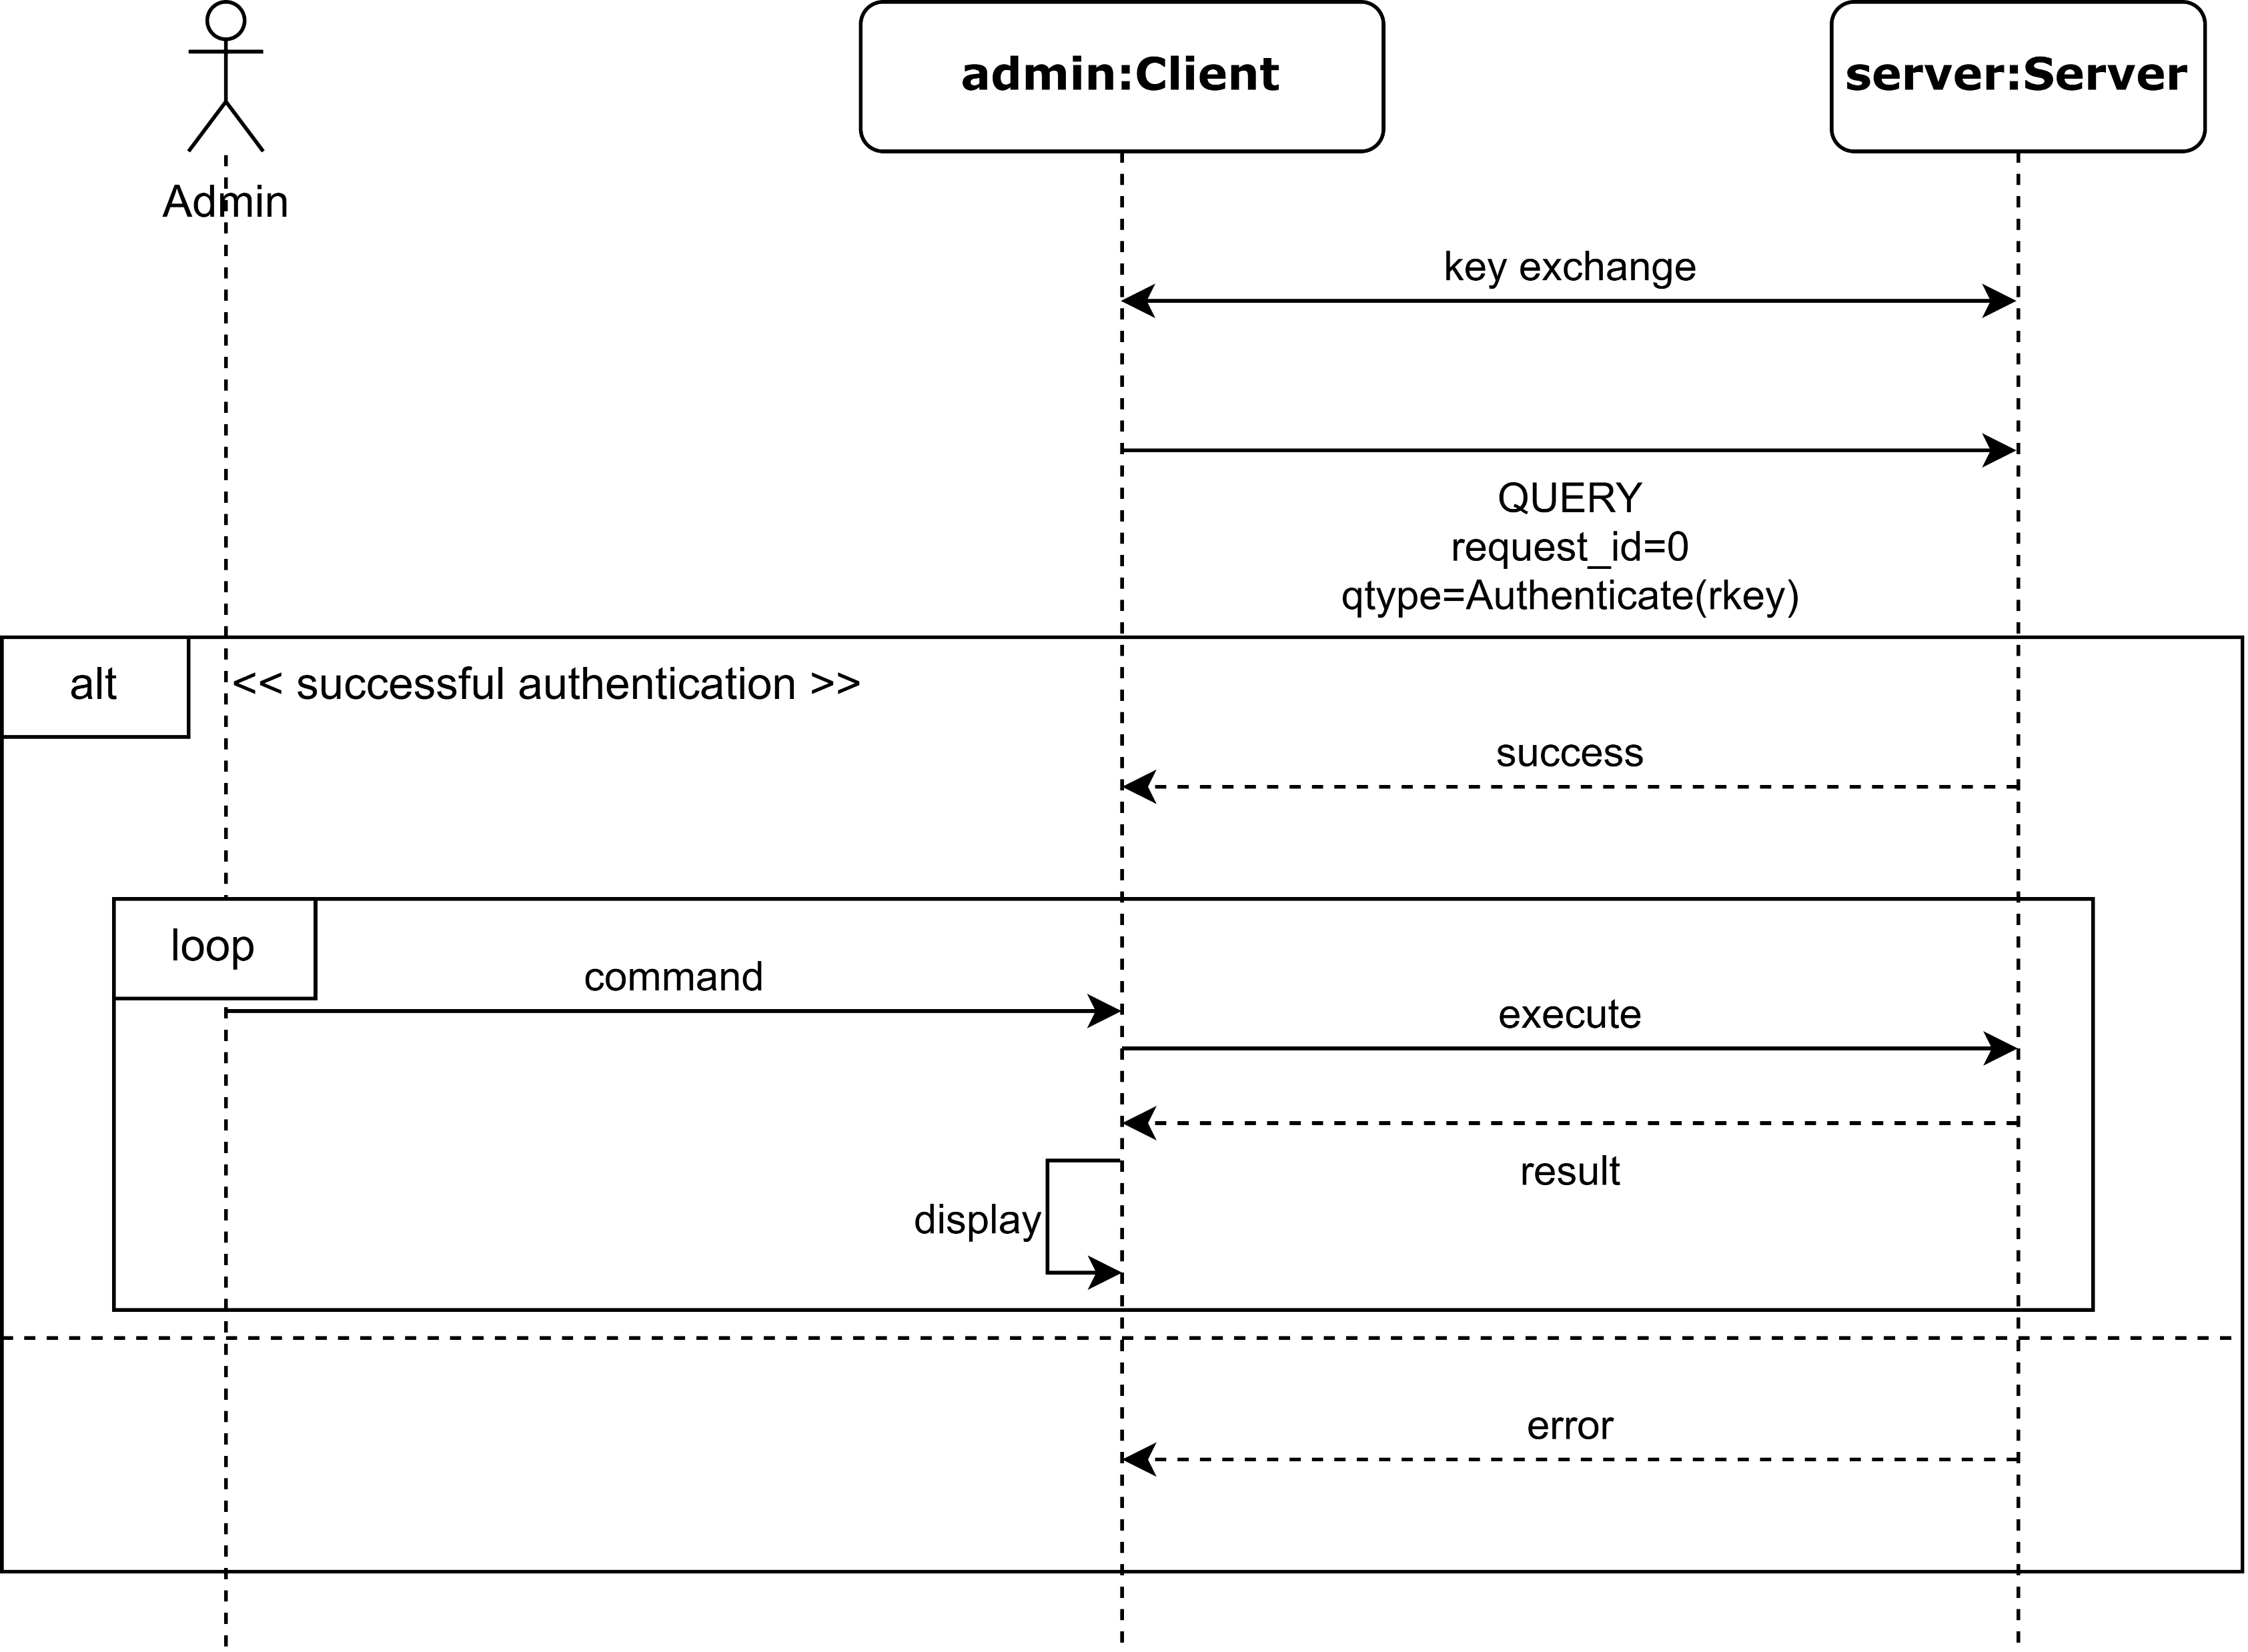 admin:Client
server:Server
Admin
key exchange
QUERY
request_id=0
qtype=Authenticate(rkey)
alt
<< successful authentication >>
success
loop
command
execute
result
display
error